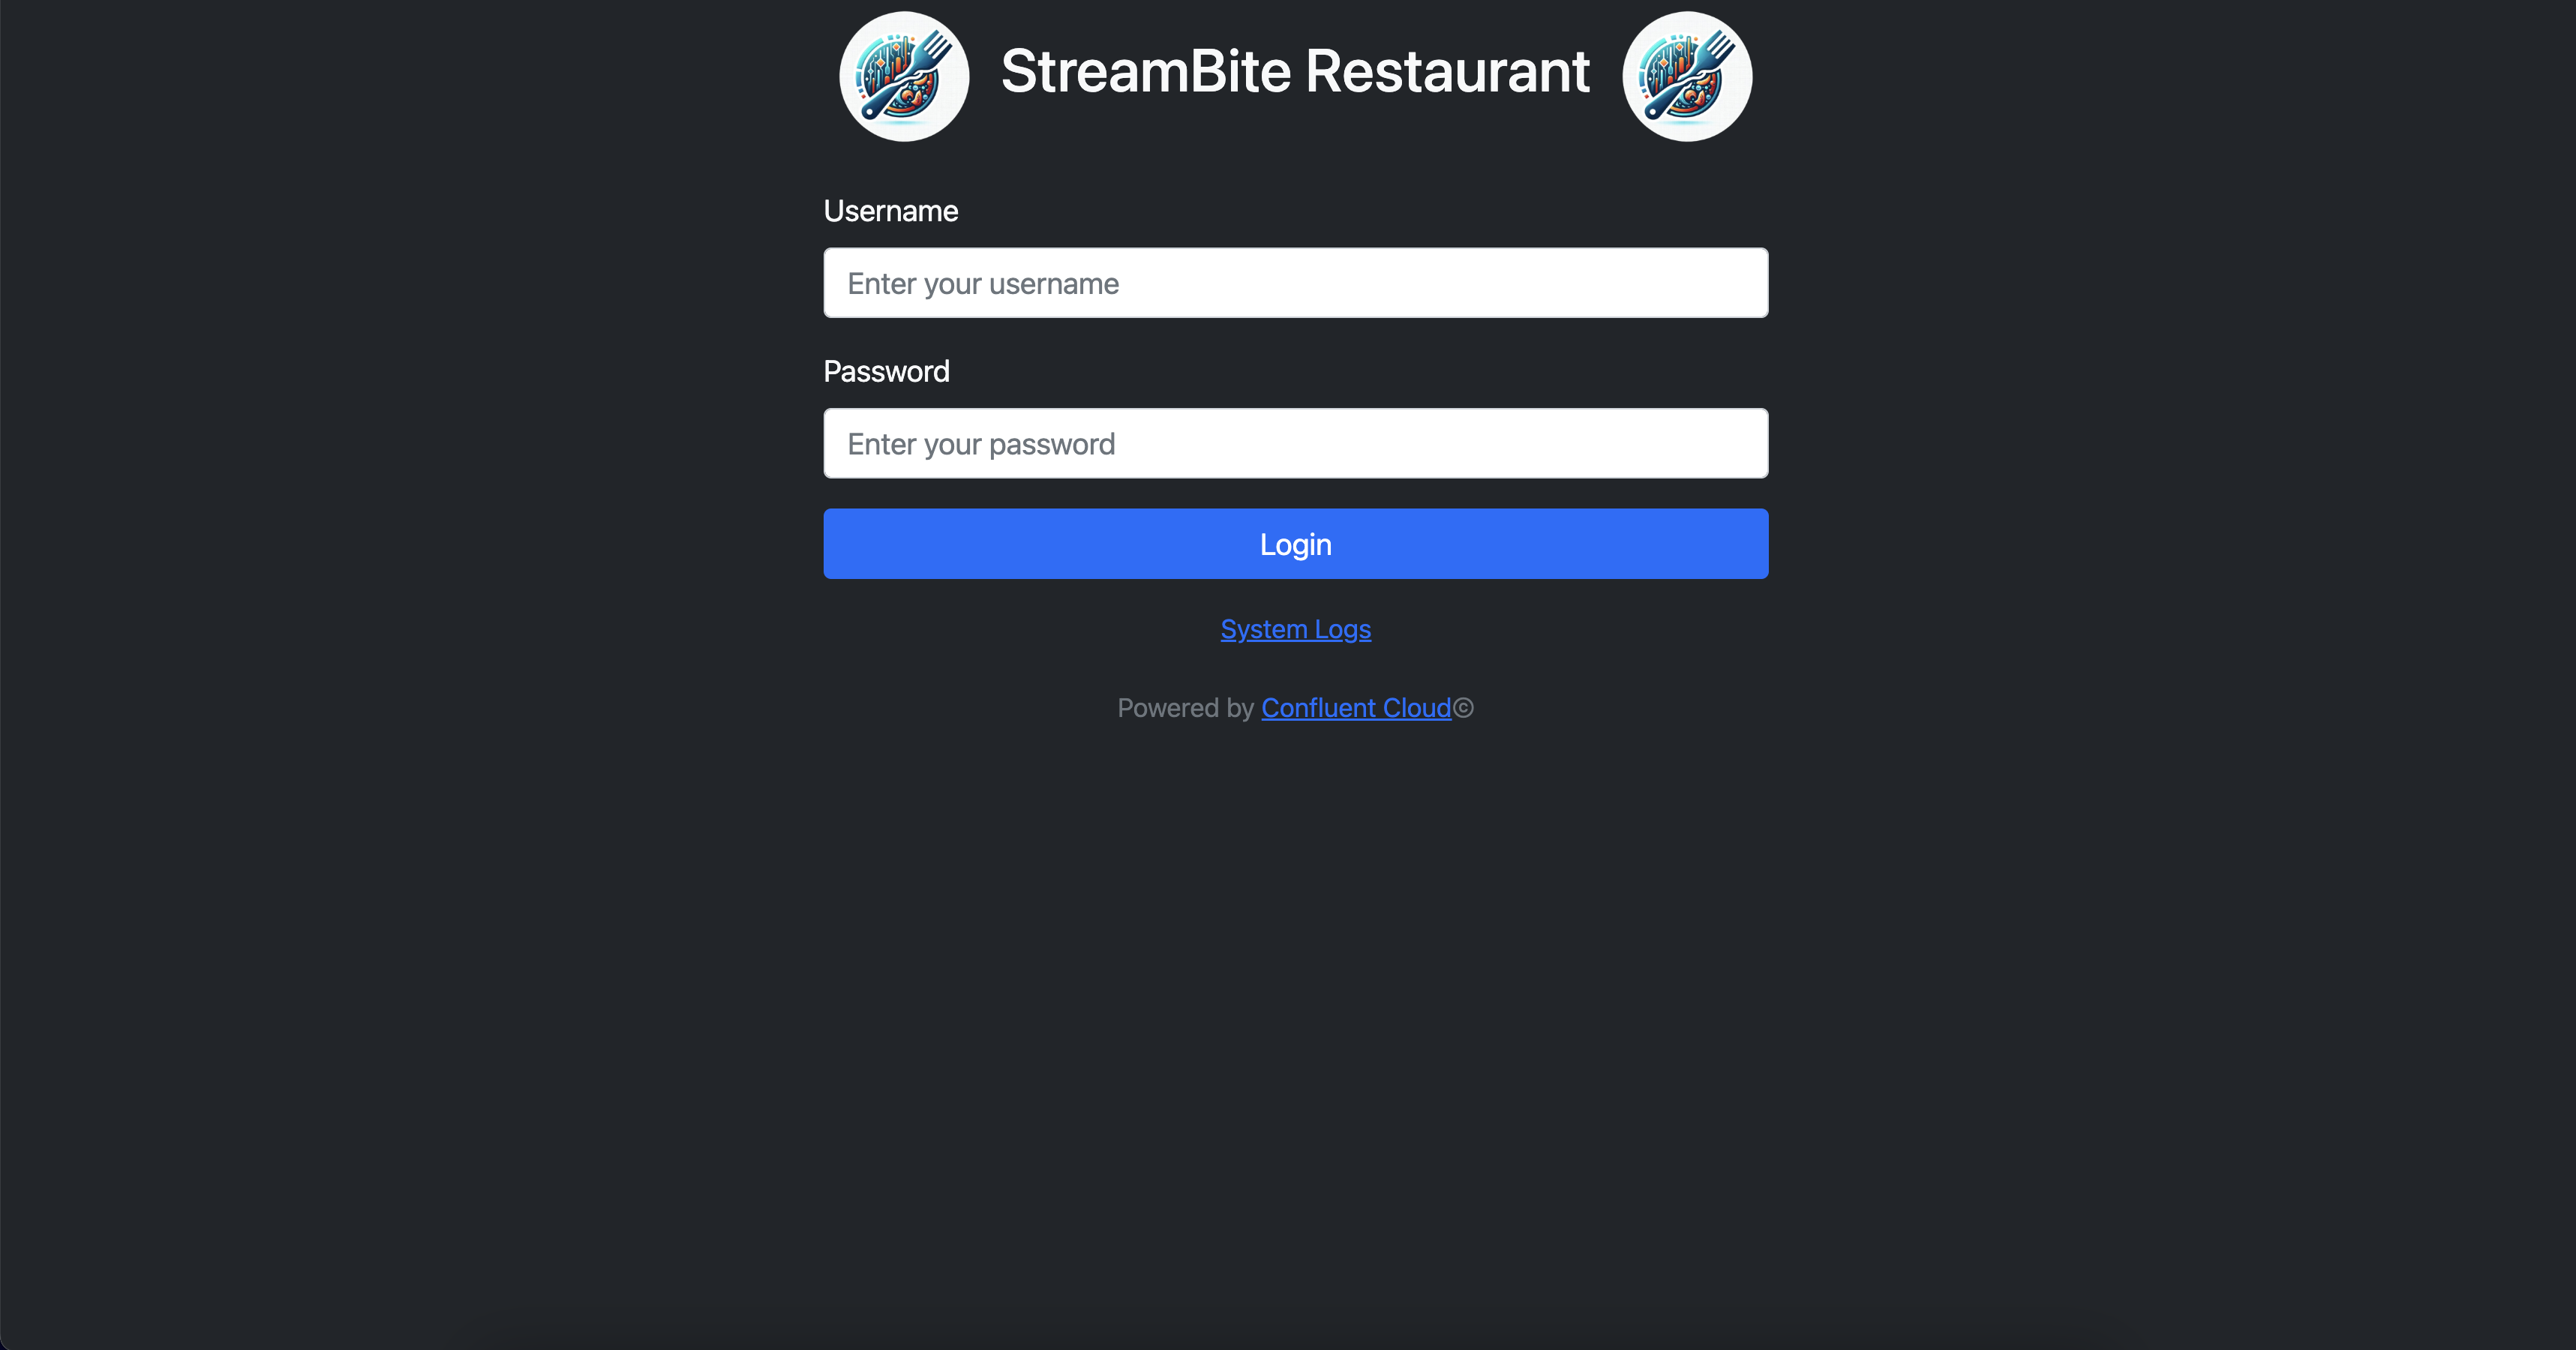 StreamBite Restaurant
Username
Enter your username
Password
Enter your password
Login
System Logs
Powered by Confluent Cloud©